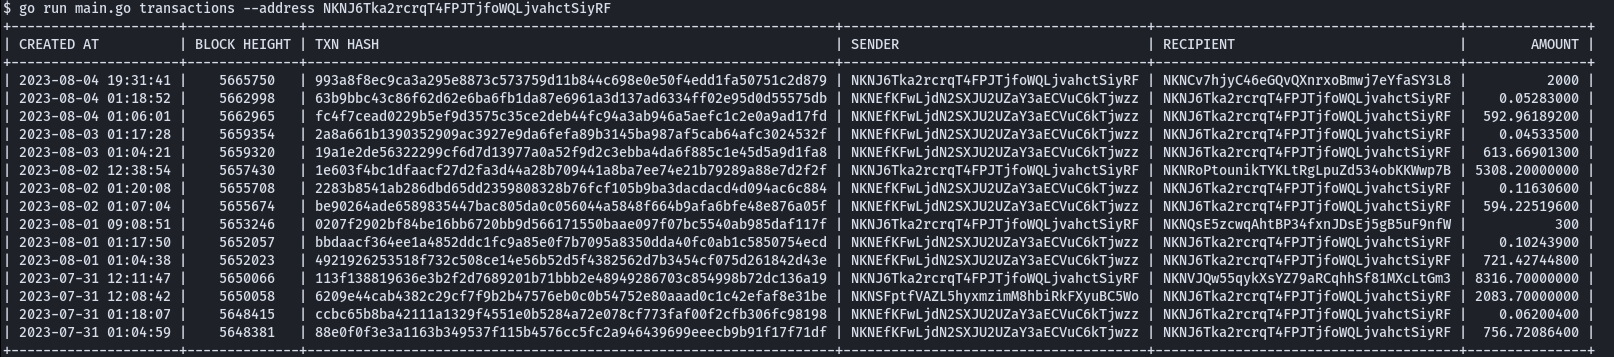 $ go run main.go transactions --address NKNJ6Tka2rcrqT4FPJTjfoWQLjvahctSiyRF
+---------------------+--------------+------------------------------------------------------------------+--------------------------------------+--------------------------------------+---------------+
| CREATED AT | BLOCK HEIGHT | TXN HASH | SENDER | RECIPIENT | AMOUNT |
+---------------------+--------------+------------------------------------------------------------------+--------------------------------------+--------------------------------------+---------------+
| 2023-08-04 19:31:41 | 5665750 | 993a8f8ec9ca3a295e8873c573759d11b844c698e0e50f4edd1fa50751c2d879 | NKNJ6Tka2rcrqT4FPJTjfoWQLjvahctSiyRF | NKNCv7hjyC46eGQvQXnrxoBmwj7eYfaSY3L8 | 2000 |
| 2023-08-04 01:18:52 | 5662998 | 63b9bbc43c86f62d62e6ba6fb1da87e6961a3d137ad6334ff02e95d0d55575db | NKNEfKFwLjdN2SXJU2UZaY3aECVuC6kTjwzz | NKNJ6Tka2rcrqT4FPJTjfoWQLjvahctSiyRF | 0.05283000 |
| 2023-08-04 01:06:01 | 5662965 | fc4f7cead0229b5ef9d3575c35ce2deb44fc94a3ab946a5aefc1c2e0a9ad17fd | NKNEfKFwLjdN2SXJU2UZaY3aECVuC6kTjwzz | NKNJ6Tka2rcrqT4FPJTjfoWQLjvahctSiyRF | 592.96189200 |
| 2023-08-03 01:17:28 | 5659354 | 2a8a661b1390352909ac3927e9da6fefa89b3145ba987af5cab64afc3024532f | NKNEfKFwLjdN2SXJU2UZaY3aECVuC6kTjwzz | NKNJ6Tka2rcrqT4FPJTjfoWQLjvahctSiyRF | 0.04533500 |
| 2023-08-03 01:04:21 | 5659320 | 19a1e2de56322299cf6d7d13977a0a52f9d2c3ebba4da6f885c1e45d5a9d1fa8 | NKNEfKFwLjdN2SXJU2UZaY3aECVuC6kTjwzz | NKNJ6Tka2rcrqT4FPJTjfoWQLjvahctSiyRF | 613.66901300 |
| 2023-08-02 12:38:54 | 5657430 | 1e603f4bc1dfaacf27d2fa3d44a28b709441a8ba7ee74e21b79289a88e7d2f2f | NKNJ6Tka2rcrqT4FPJTjfoWQLjvahctSiyRF | NKNRoPtounikTYKLtRgLpuZd534obKKWwp7B | 5308.20000000 |
| 2023-08-02 01:20:08 | 5655708 | 2283b8541ab286dbd65dd2359808328b76fcf105b9ba3dacdacd4d094ac6c884 | NKNEfKFwLjdN2SXJU2UZaY3aECVuC6kTjwzz | NKNJ6Tka2rcrqT4FPJTjfoWQLjvahctSiyRF | 0.11630600 |
| 2023-08-02 01:07:04 | 5655674 | be90264ade6589835447bac805da0c056044a5848f664b9afa6bfe48e876a05f | NKNEfKFwLjdN2SXJU2UZaY3aECVuC6kTjwzz | NKNJ6Tka2rcrqT4FPJTjfoWQLjvahctSiyRF | 594.22519600 |
| 2023-08-01 09:08:51 | 5653246 | 0207f2902bf84be16bb6720bb9d566171550baae097f07bc5540ab985daf117f | NKNJ6Tka2rcrqT4FPJTjfoWQLjvahctSiyRF | NKNQsE5zcwqAhtBP34fxnJDsEj5gB5uF9nfW | 300 |
| 2023-08-01 01:17:50 | 5652057 | bbdaacf364ee1a4852ddc1fc9a85e0f7b7095a8350dda40fc0ab1c5850754ecd | NKNEfKFwLjdN2SXJU2UZaY3aECVuC6kTjwzz | NKNJ6Tka2rcrqT4FPJTjfoWQLjvahctSiyRF | 0.10243900 |
| 2023-08-01 01:04:38 | 5652023 | 4921926253518f732c508ce14e56b52d5f4382562d7b3454cf075d261842d43e | NKNEfKFwLjdN2SXJU2UZaY3aECVuC6kTjwzz | NKNJ6Tka2rcrqT4FPJTjfoWQLjvahctSiyRF | 721.42744800 |
| 2023-07-31 12:11:47 | 5650066 | 113f138819636e3b2f2d7689201b71bbb2e48949286703c854998b72dc136a19 | NKNJ6Tka2rcrqT4FPJTjfoWQLjvahctSiyRF | NKNVJQw55qykXsYZ79aRCqhhSf81MXcLtGm3 | 8316.70000000 |
| 2023-07-31 12:08:42 | 5650058 | 6209e44cab4382c29cf7f9b2b47576eb0c0b54752e80aaad0c1c42efaf8e31be | NKNSFptfVAZL5hyxmzimM8hbiRkFXyuBC5Wo | NKNJ6Tka2rcrqT4FPJTjfoWQLjvahctSiyRF | 2083.70000000 |
| 2023-07-31 01:18:07 | 5648415 | ccbc65b8ba42111a1329f4551e0b5284a72e078cf773faf00f2cfb306fc98198 | NKNEfKFwLjdN2SXJU2UZaY3aECVuC6kTjwzz | NKNJ6Tka2rcrqT4FPJTjfoWQLjvahctSiyRF | 0.06200400 |
| 2023-07-31 01:04:59 | 5648381 | 88e0f0f3e3a1163b349537f115b4576cc5fc2a946439699eeecb9b91f17f71df | NKNEfKFwLjdN2SXJU2UZaY3aECVuC6kTjwzz | NKNJ6Tka2rcrqT4FPJTjfoWQLjvahctSiyRF | 756.72086400 |
+---------------------+--------------+------------------------------------------------------------------+--------------------------------------+--------------------------------------+---------------+